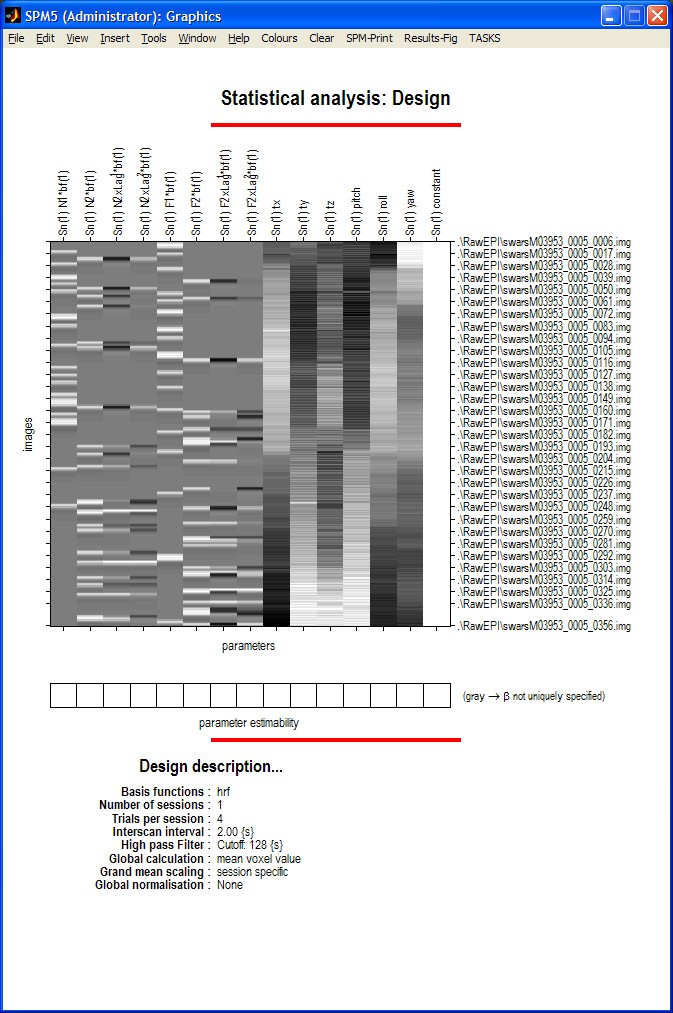 SPM5 (Administrator): Graphics
File Edit View Insert Tools Window Help Colours Clear SPM-Print Results-Fig TASKS
Statistical analysis: Design
Sn(1) N1*bf(1)
Sn(1) N2*bf(1)
Sn(1) N2xLag^1*bf(1)
Sn(1) N2xLag^2*bf(1)
Sn(1) F1*bf(1)
Sn(1) F2*bf(1)
Sn(1) F2xLag^1*bf(1)
Sn(1) F2xLag^2*bf(1)
Sn(1) tx
Sn(1) ty
Sn(1) tz
Sn(1) pitch
Sn(1) roll
Sn(1) yaw
Sn(1) constant
images
.\RawEPI\swarsM03953_0005_0006.img
.\RawEPI\swarsM03953_0005_0017.img
.\RawEPI\swarsM03953_0005_0028.img
.\RawEPI\swarsM03953_0005_0039.img
.\RawEPI\swarsM03953_0005_0050.img
.\RawEPI\swarsM03953_0005_0061.img
.\RawEPI\swarsM03953_0005_0072.img
.\RawEPI\swarsM03953_0005_0083.img
.\RawEPI\swarsM03953_0005_0094.img
.\RawEPI\swarsM03953_0005_0105.img
.\RawEPI\swarsM03953_0005_0116.img
.\RawEPI\swarsM03953_0005_0127.img
.\RawEPI\swarsM03953_0005_0138.img
.\RawEPI\swarsM03953_0005_0149.img
.\RawEPI\swarsM03953_0005_0160.img
.\RawEPI\swarsM03953_0005_0171.img
.\RawEPI\swarsM03953_0005_0182.img
.\RawEPI\swarsM03953_0005_0193.img
.\RawEPI\swarsM03953_0005_0204.img
.\RawEPI\swarsM03953_0005_0215.img
.\RawEPI\swarsM03953_0005_0226.img
.\RawEPI\swarsM03953_0005_0237.img
.\RawEPI\swarsM03953_0005_0248.img
.\RawEPI\swarsM03953_0005_0259.img
.\RawEPI\swarsM03953_0005_0270.img
.\RawEPI\swarsM03953_0005_0281.img
.\RawEPI\swarsM03953_0005_0292.img
.\RawEPI\swarsM03953_0005_0303.img
.\RawEPI\swarsM03953_0005_0314.img
.\RawEPI\swarsM03953_0005_0325.img
.\RawEPI\swarsM03953_0005_0336.img
.\RawEPI\swarsM03953_0005_0356.img
parameters
(gray → β not uniquely specified)
parameter estimability
Design description...
Basis functions : hrf
Number of sessions : 1
Trials per session : 4
Interscan interval : 2.00 {s}
High pass Filter : Cutoff: 128 {s}
Global calculation : mean voxel value
Grand mean scaling : session specific
Global normalisation : None